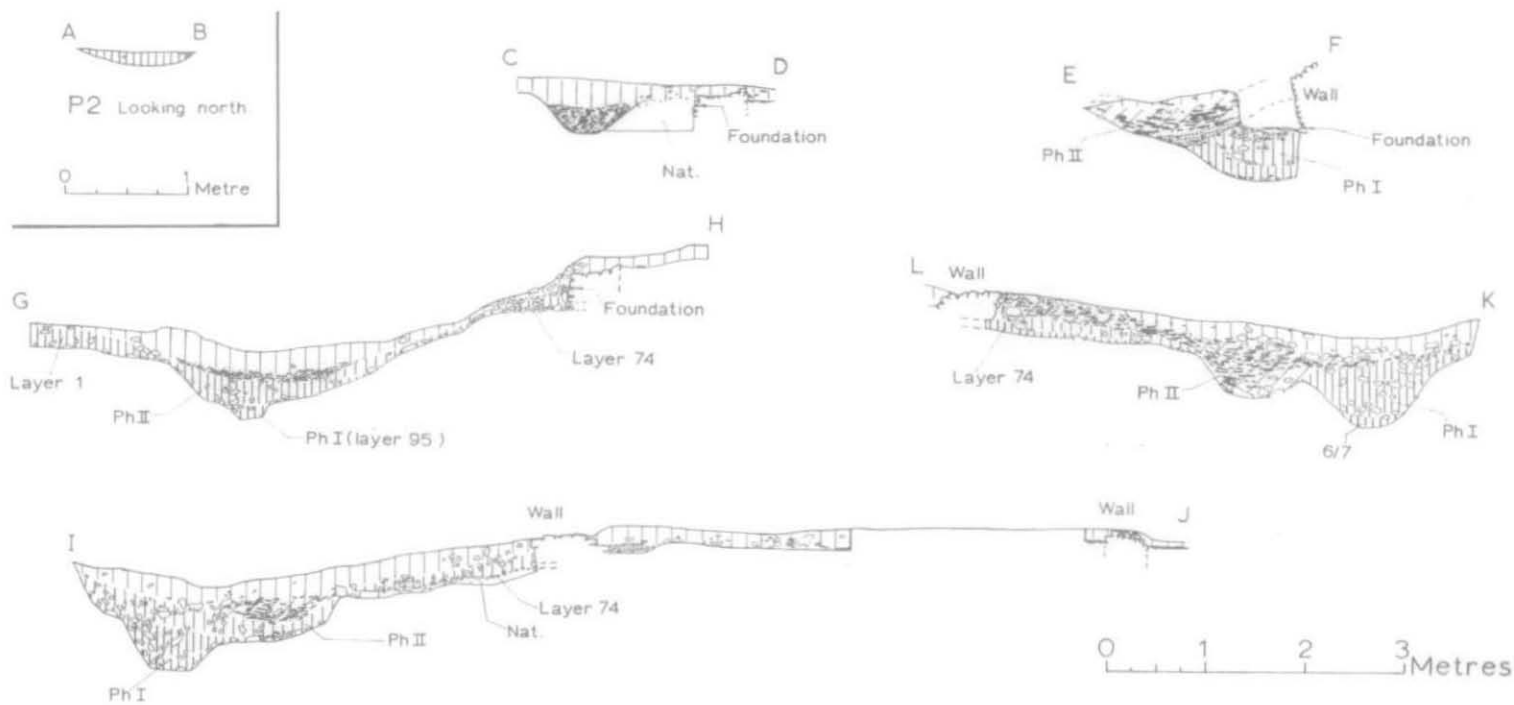 A B
P2 Looking north
0 1 Metre
C D
Foundation
Nat.
E F
Wall
Foundation
Ph II
Ph I
G H
Foundation
Layer 74
Layer 1
Ph II
Ph I (layer 95)
L Wall K
Layer 74
Ph II
Ph I
6/7
I Wall Wall J
Layer 74
Nat.
Ph II
Ph I
0 1 2 3 Metres